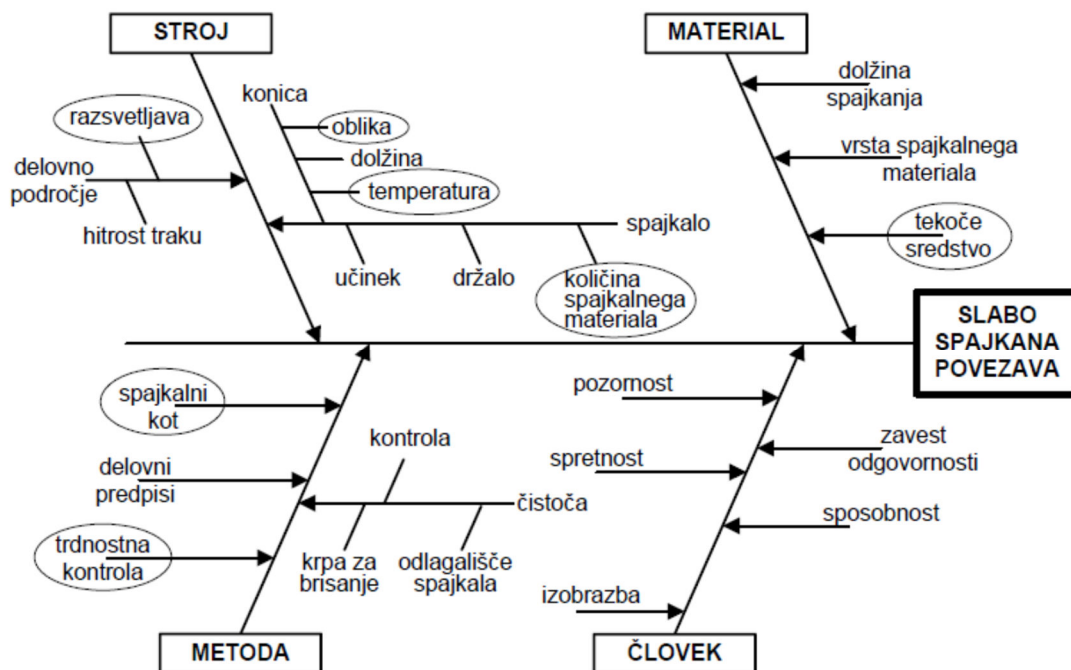 STROJ
MATERIAL
konica
razsvetljava
oblika
dolžina
temperatura
delovno
področje
hitrost traku
spajkalo
učinek
držalo
količina
spajkalnega
materiala
dolžina
spajkanja
vrsta spajkalnega
materiala
tekoče
sredstvo
SLABO
SPAJKANA
POVEZAVA
spajkalni
kot
delovni
predpisi
trdnostna
kontrola
kontrola
čistoča
krpa za
brisanje
odlagališče
spajkala
pozornost
spretnost
zavest
odgovornosti
sposobnost
izobrazba
METODA
ČLOVEK